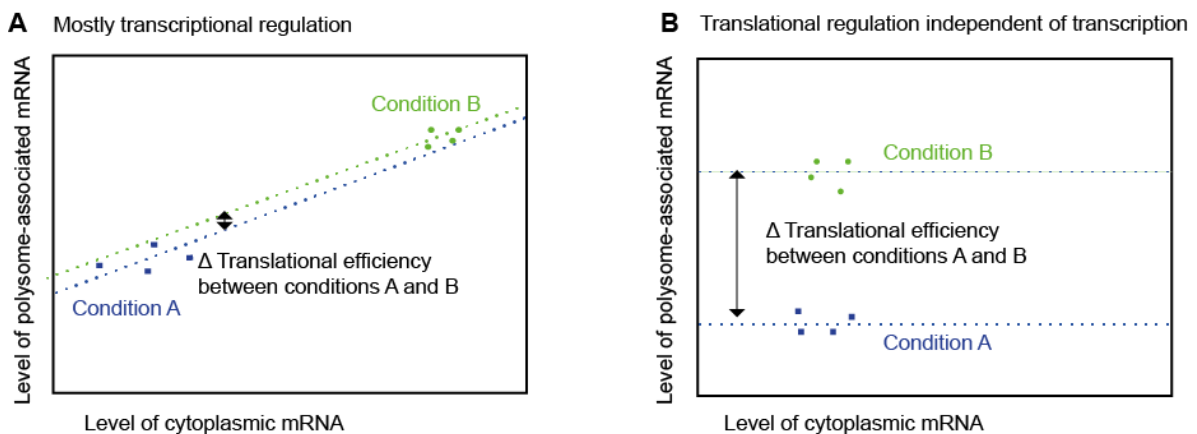 A Mostly transcriptional regulation
Level of polysome-associated mRNA
Condition B
Δ Translational efficiency
between conditions A and B
Condition A
Level of cytoplasmic mRNA
B Translational regulation independent of transcription
Level of polysome-associated mRNA
Condition B
Δ Translational efficiency
between conditions A and B
Condition A
Level of cytoplasmic mRNA